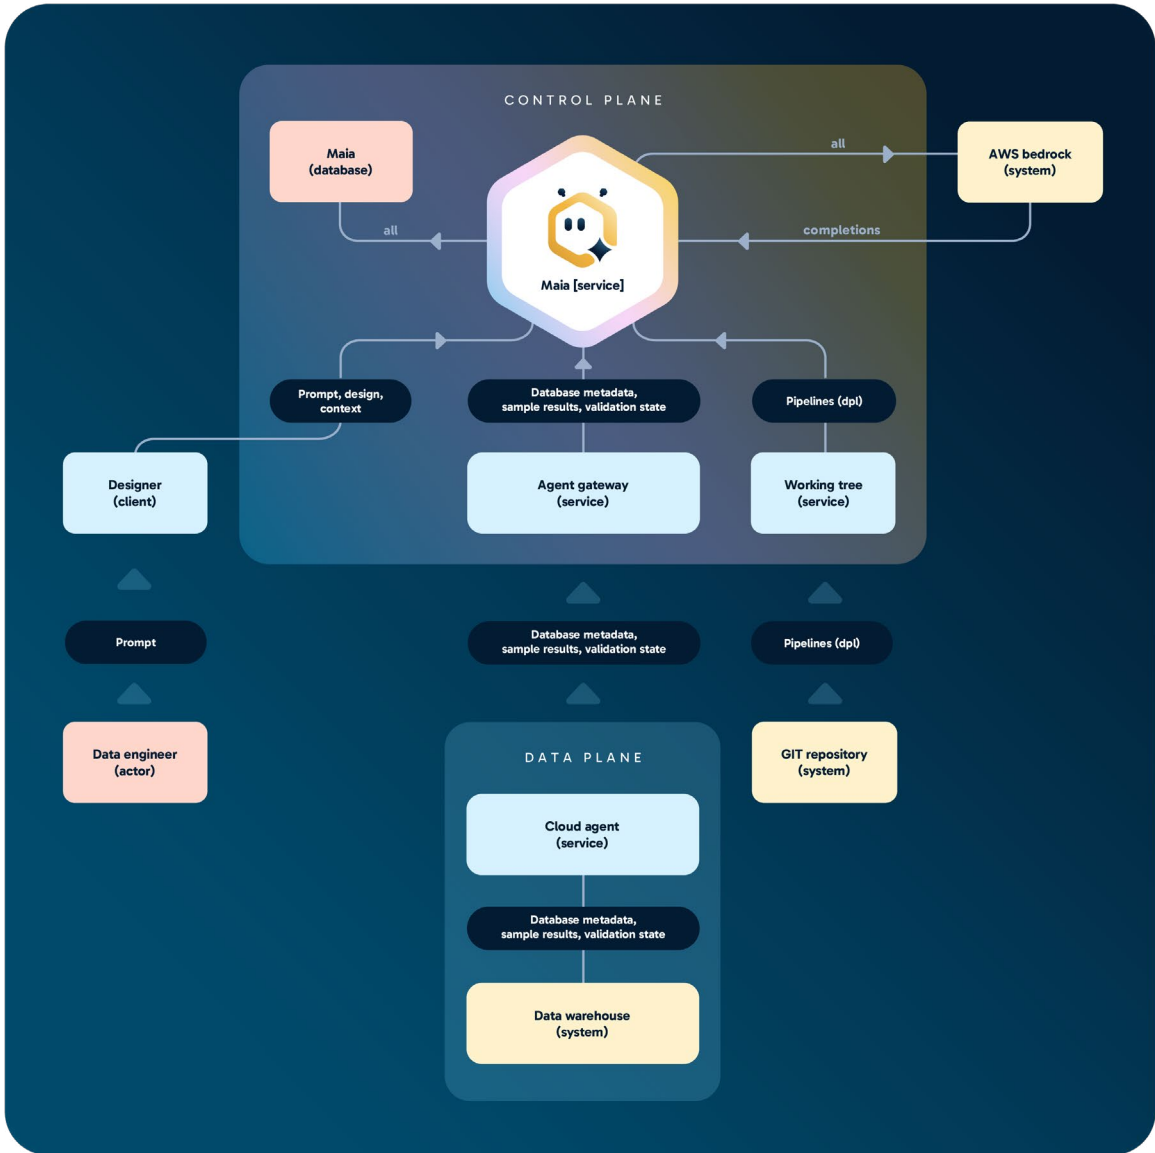 CONTROL PLANE
Maia
(database)
all
AWS bedrock
(system)
all
completions
Maia [service]
Prompt, design,
context
Database metadata,
sample results, validation state
Pipelines (dpl)
Designer
(client)
Agent gateway
(service)
Working tree
(service)
Prompt
Database metadata,
sample results, validation state
Pipelines (dpl)
Data engineer
(actor)
DATA PLANE
GIT repository
(system)
Cloud agent
(service)
Database metadata,
sample results, validation state
Data warehouse
(system)